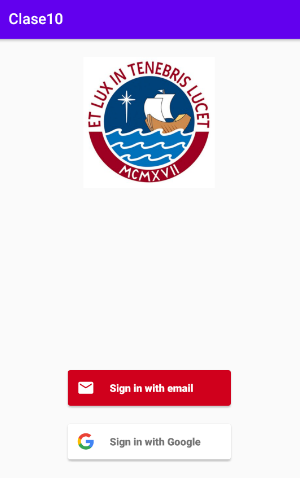 Clase10
ET LUX IN TENEBRIS LUCET
MCMXVII
Sign in with email
Sign in with Google